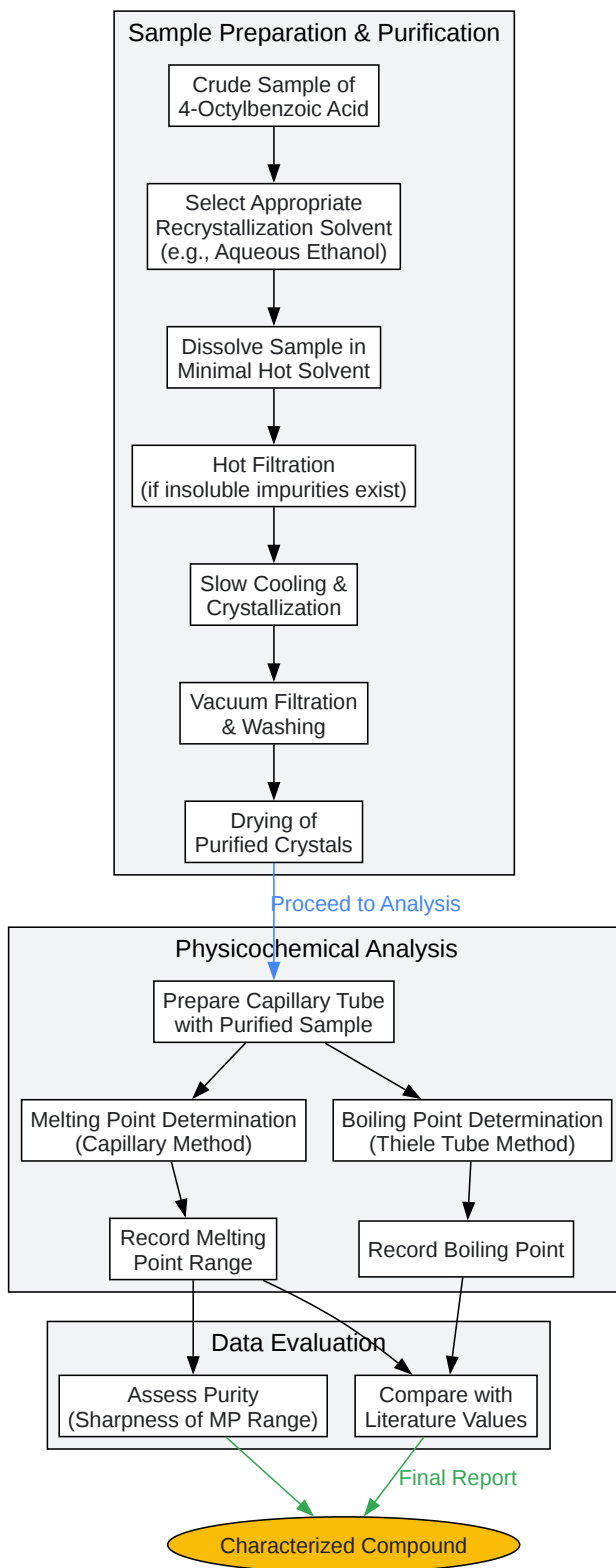 Sample Preparation & Purification
Crude Sample of
4-Octylbenzoic Acid
Select Appropriate
Recrystallization Solvent
(e.g., Aqueous Ethanol)
Dissolve Sample in
Minimal Hot Solvent
Hot Filtration
(if insoluble impurities exist)
Slow Cooling &
Crystallization
Vacuum Filtration
& Washing
Drying of
Purified Crystals
Proceed to Analysis
Physicochemical Analysis
Prepare Capillary Tube
with Purified Sample
Melting Point Determination
(Capillary Method)
Boiling Point Determination
(Thiele Tube Method)
Record Melting
Point Range
Record Boiling Point
Data Evaluation
Assess Purity
(Sharpness of MP Range)
Compare with
Literature Values
Final Report
Characterized Compound